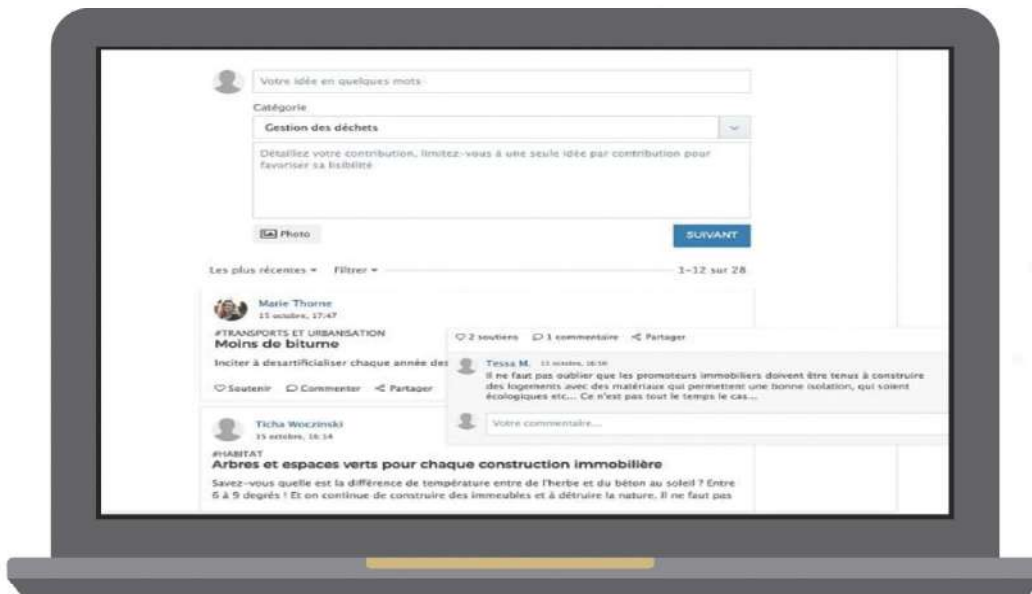 Votre idée en quelques mots
Catégorie
Gestion des déchets
Détaillez votre contribution, limitez-vous à une seule idée par contribution pour
favoriser sa lisibilité
Photo
SUIVANT
Les plus récentes Filtrer 1-12 sur 28
Marie Thorne
15 octobre, 17:47
#TRANSPORTS ET URBANISATION
Moins de bitume
Inciter à desartificialiser chaque année des
Soutenir Commenter Partager
2 soutiens 1 commentaire Partager
Tessa M. 15 octobre, 16:59
Il ne faut pas oublier que les promoteurs immobiliers doivent être tenus à construire
des logements avec des matériaux qui permettent une bonne isolation, qui soient
écologiques etc... Ce n'est pas tout le temps le cas...
Votre commentaire...
Ticha Woczinski
15 octobre, 16:54
#HABITAT
Arbres et espaces verts pour chaque construction immobilière
Savez-vous quelle est la différence de température entre de l'herbe et du béton au soleil ? Entre
6 à 9 degrés ! Et on continue de construire des immeubles et à détruire la nature. Il ne faut pas